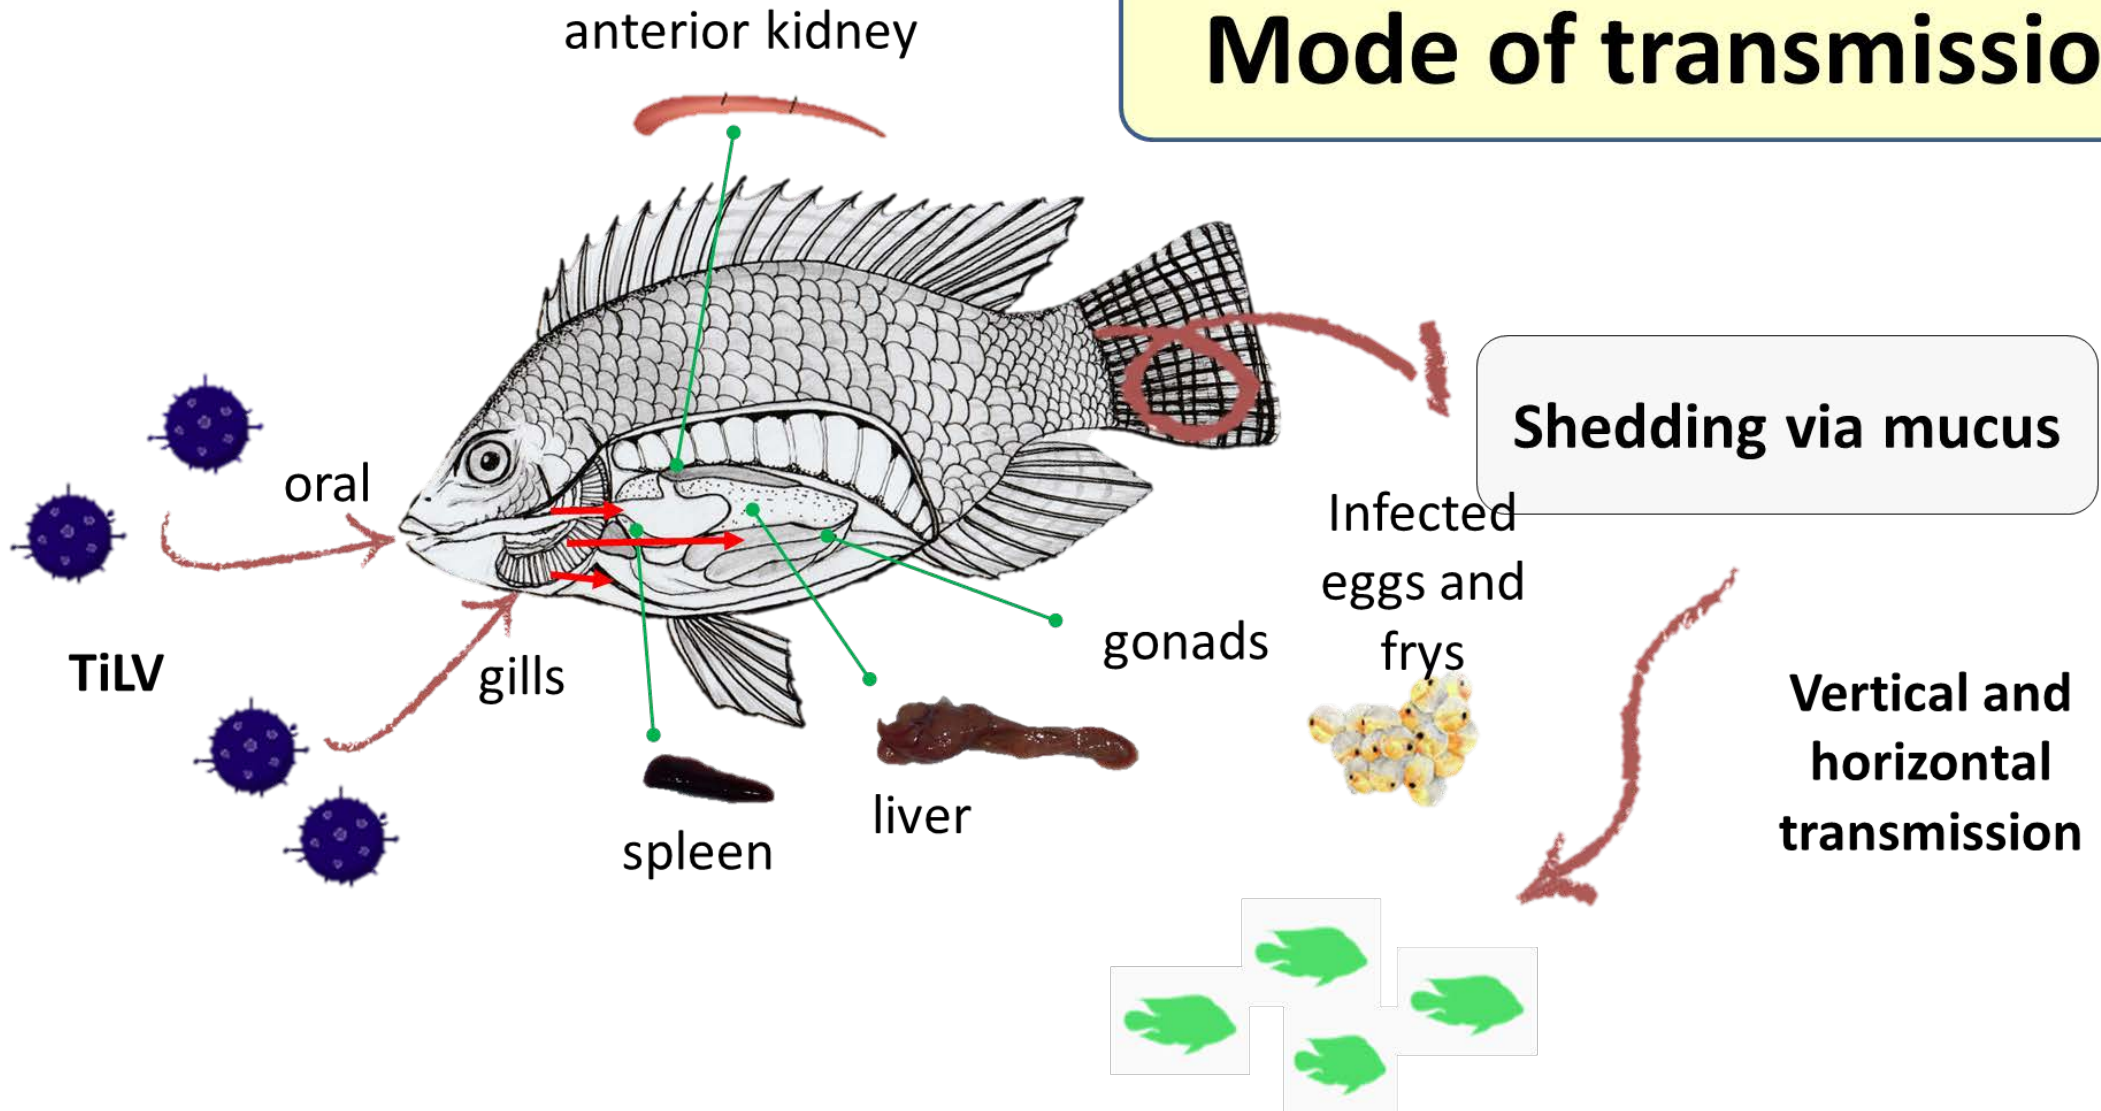 anterior kidney
Mode of transmissio
oral
Shedding via mucus
Infected
eggs and
frys
TiLV
gills
gonads
Vertical and
horizontal
transmission
liver
spleen